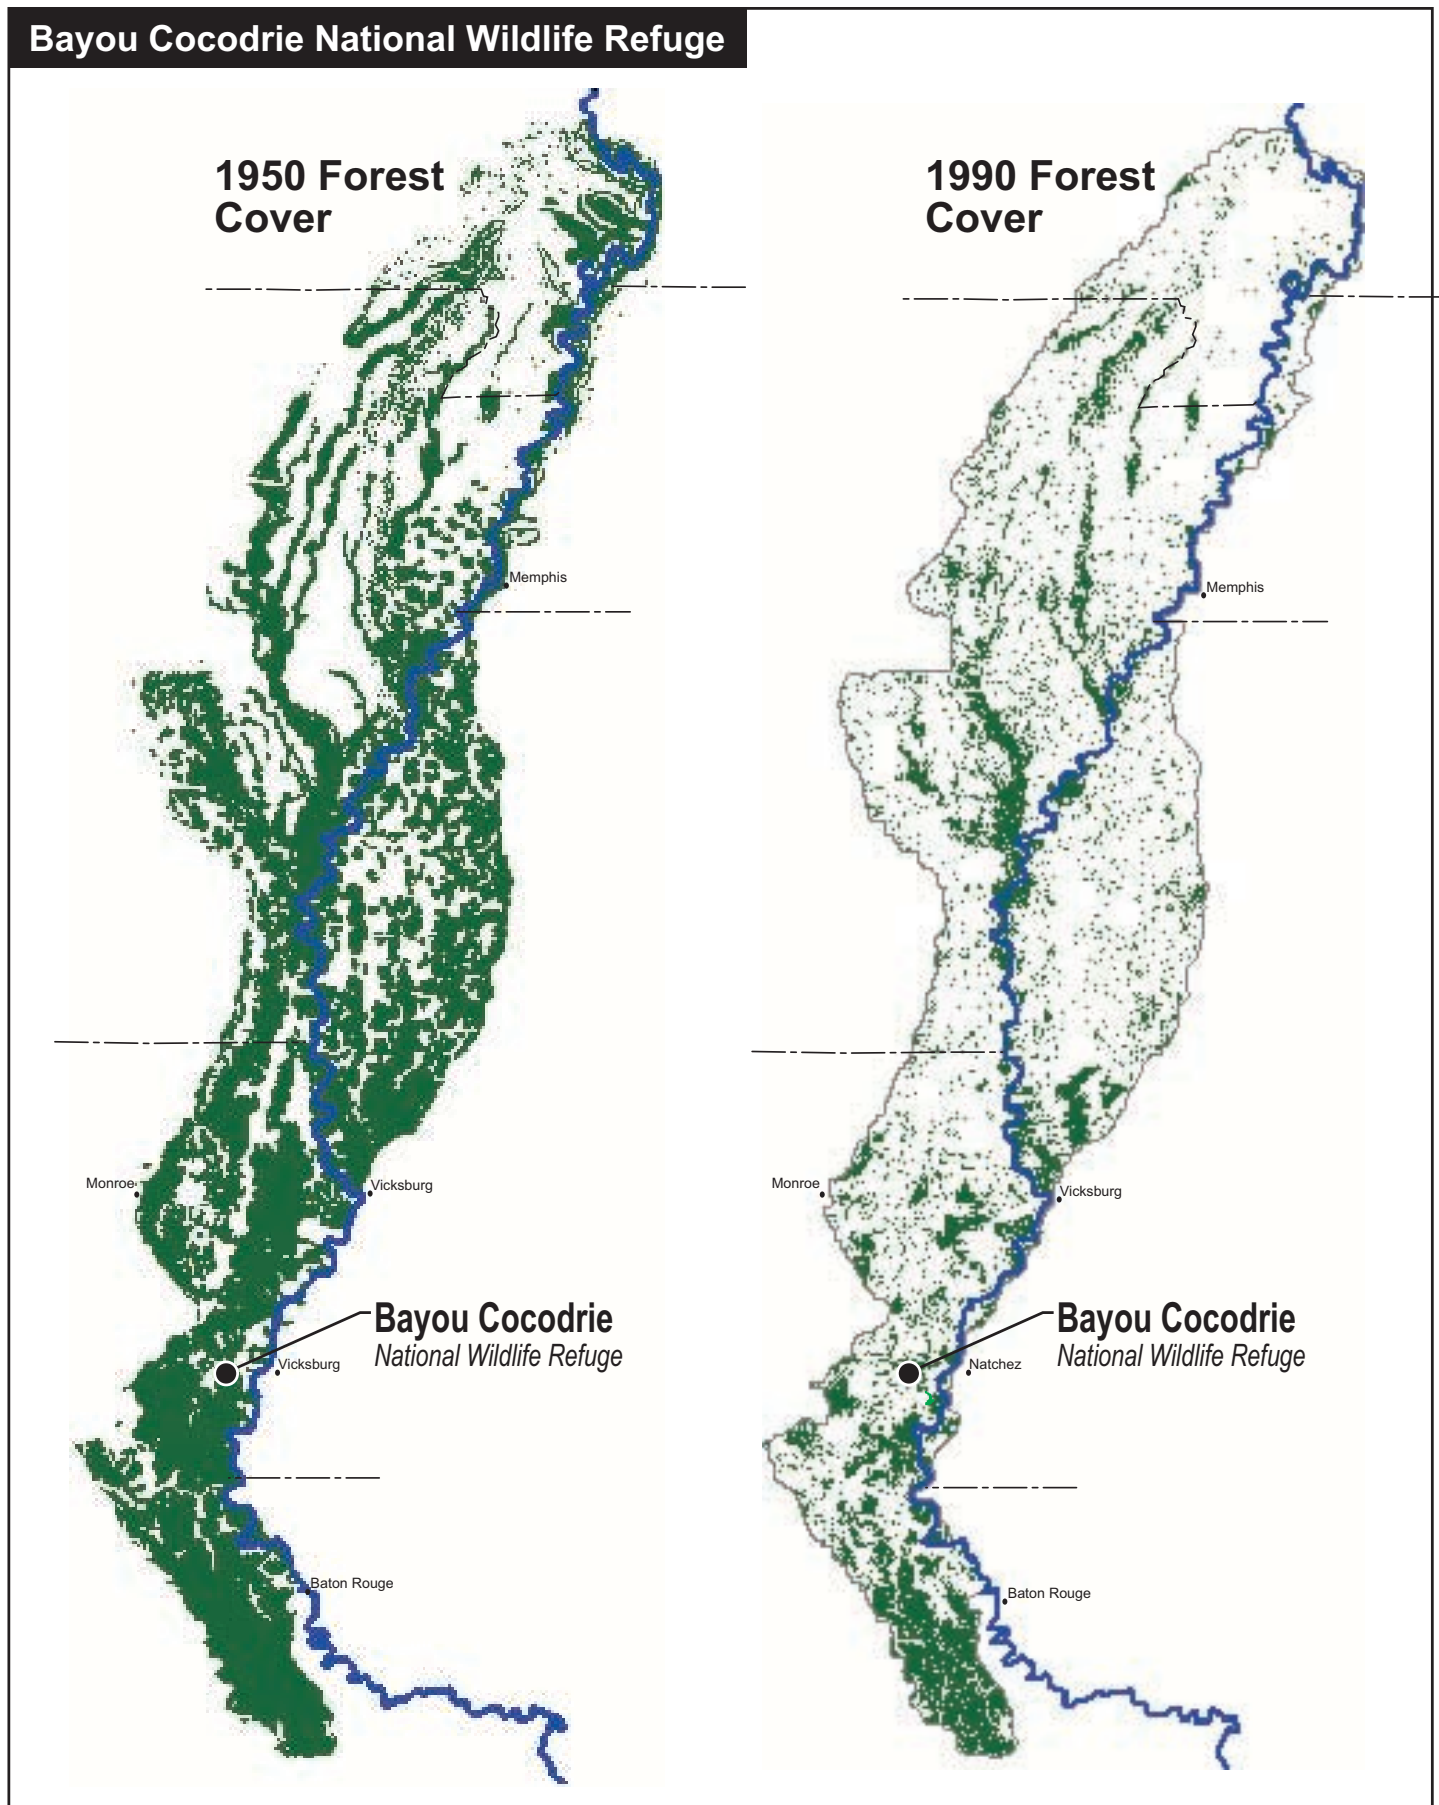 Bayou Cocodrie National Wildlife Refuge
1950 Forest
Cover
Memphis
Monroe
Vicksburg
Bayou Cocodrie
National Wildlife Refuge
Vicksburg
Baton Rouge
1990 Forest
Cover
Memphis
Monroe
Vicksburg
Bayou Cocodrie
National Wildlife Refuge
Natchez
Baton Rouge